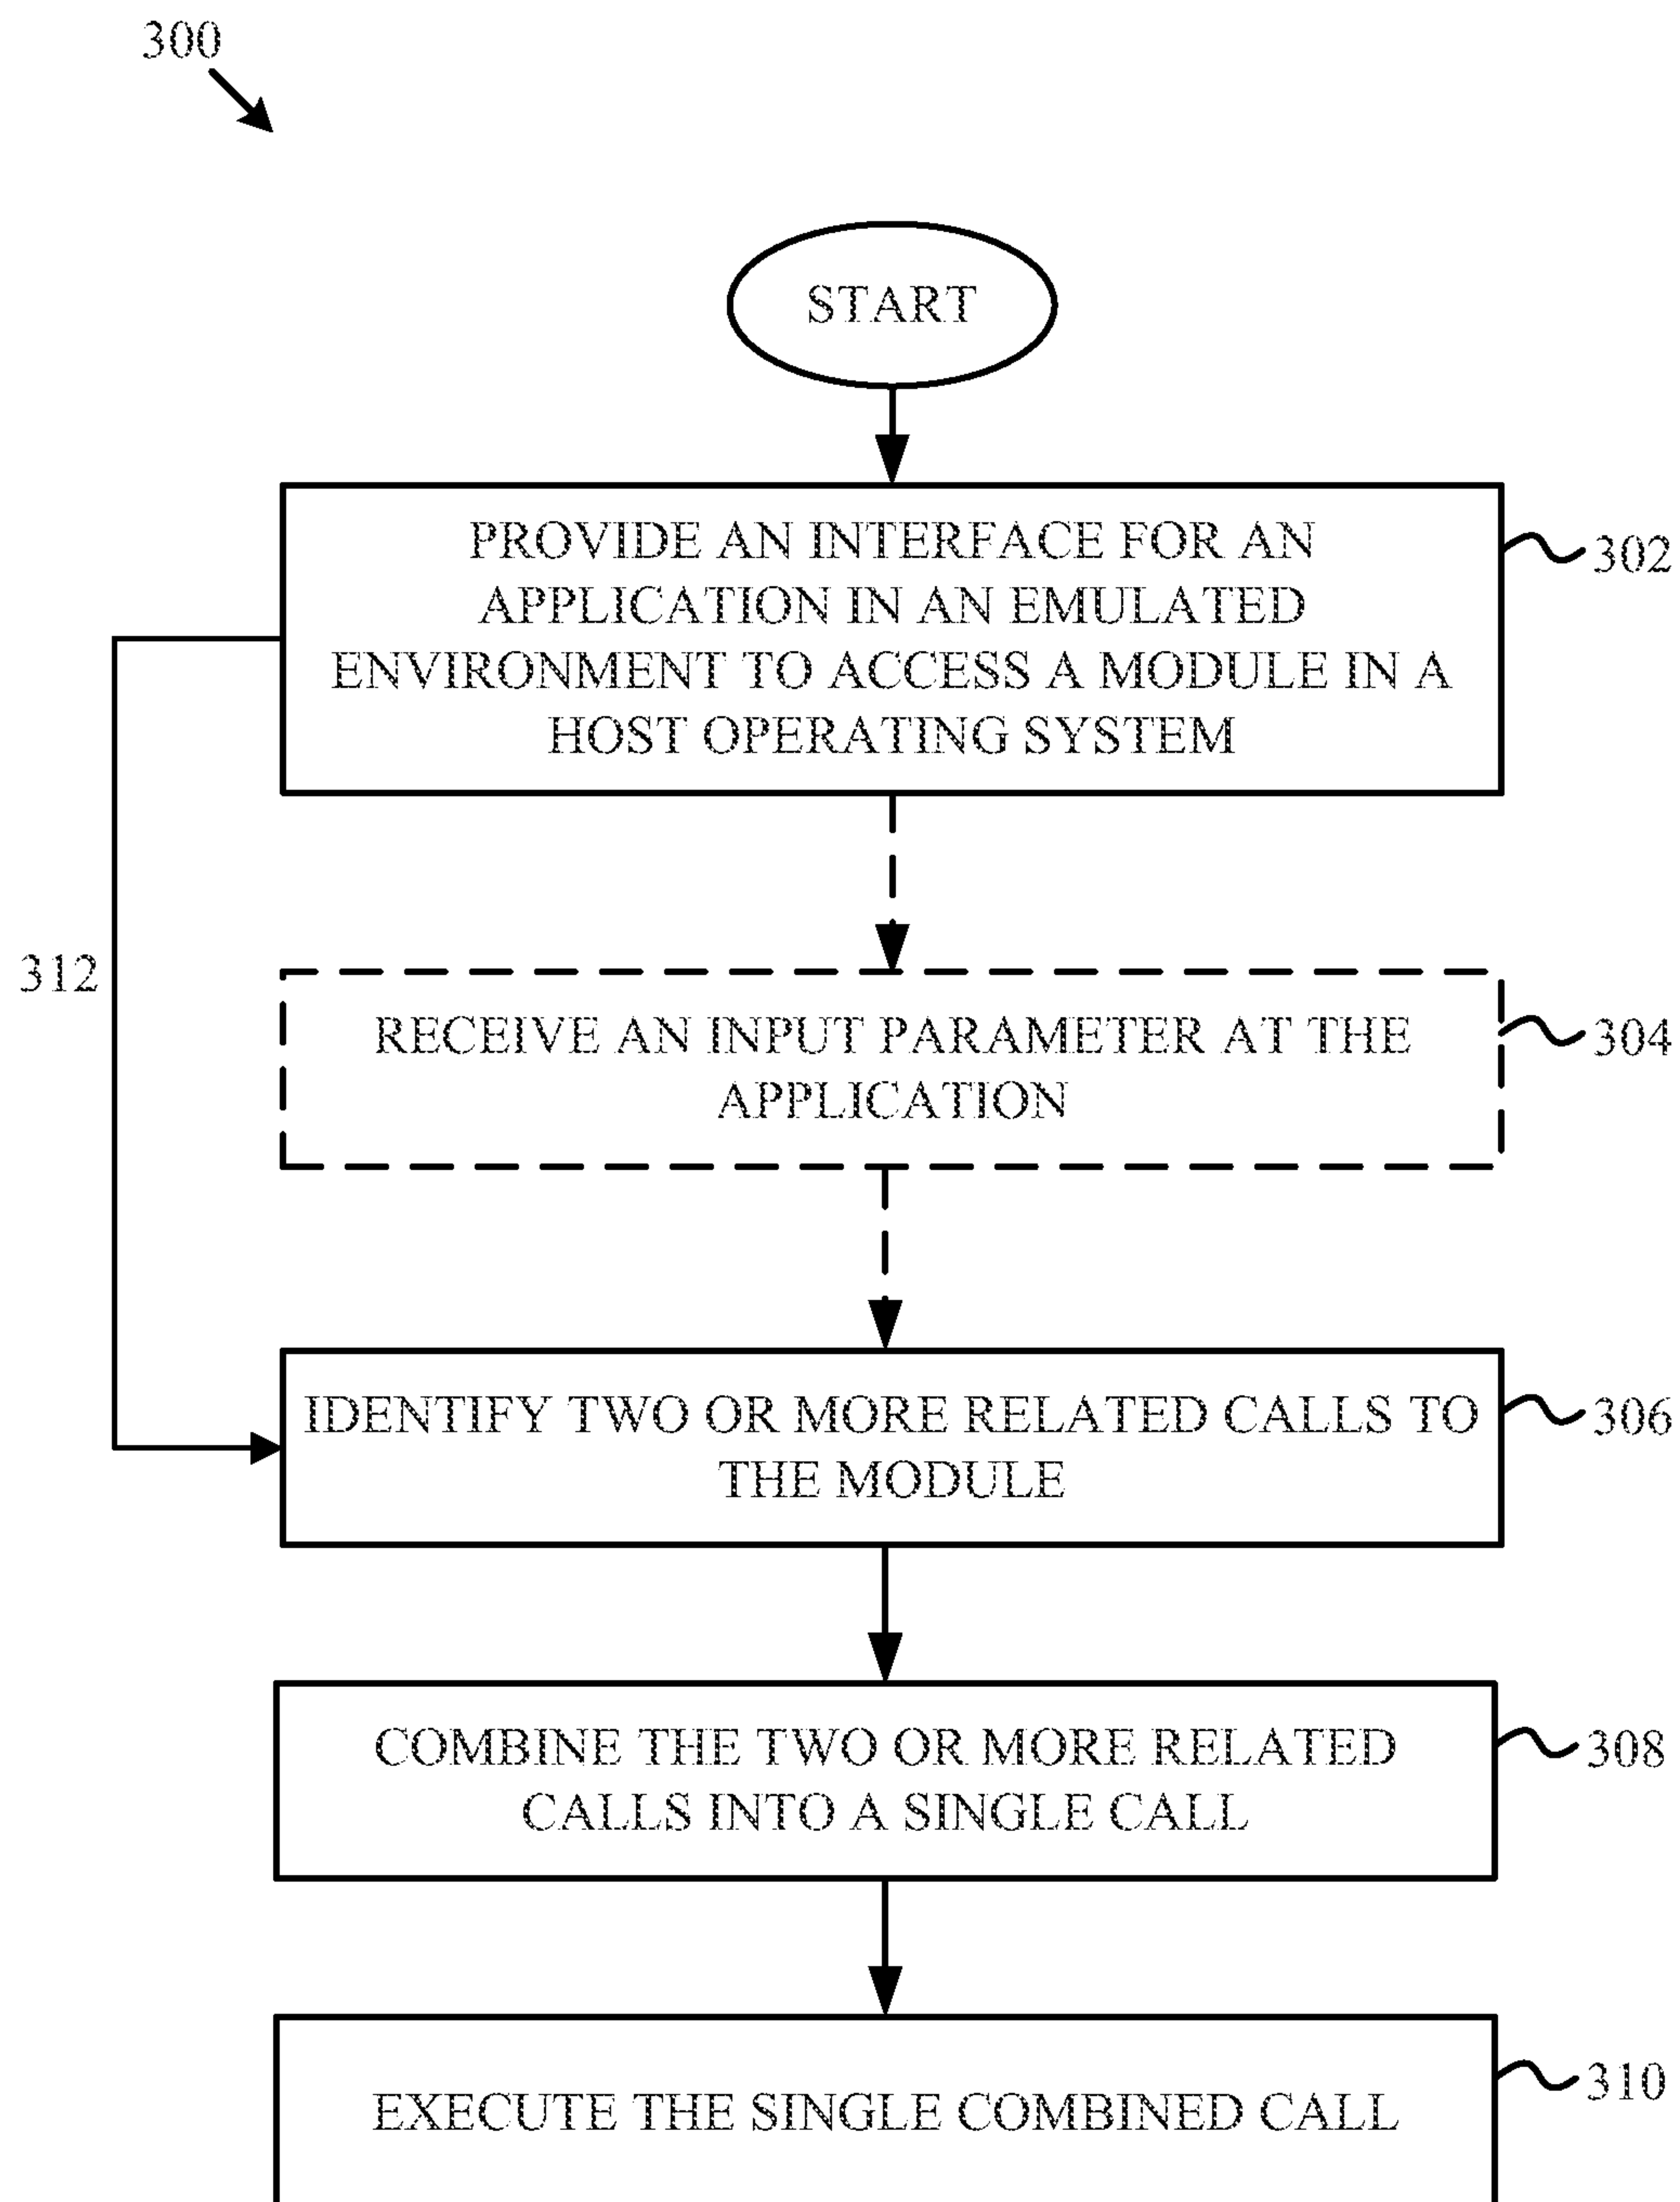 300
START
PROVIDE AN INTERFACE FOR AN
APPLICATION IN AN EMULATED
ENVIRONMENT TO ACCESS A MODULE IN A
HOST OPERATING SYSTEM
302
312
RECEIVE AN INPUT PARAMETER AT THE
APPLICATION
304
IDENTIFY TWO OR MORE RELATED CALLS TO
THE MODULE
306
COMBINE THE TWO OR MORE RELATED
CALLS INTO A SINGLE CALL
308
EXECUTE THE SINGLE COMBINED CALL
310